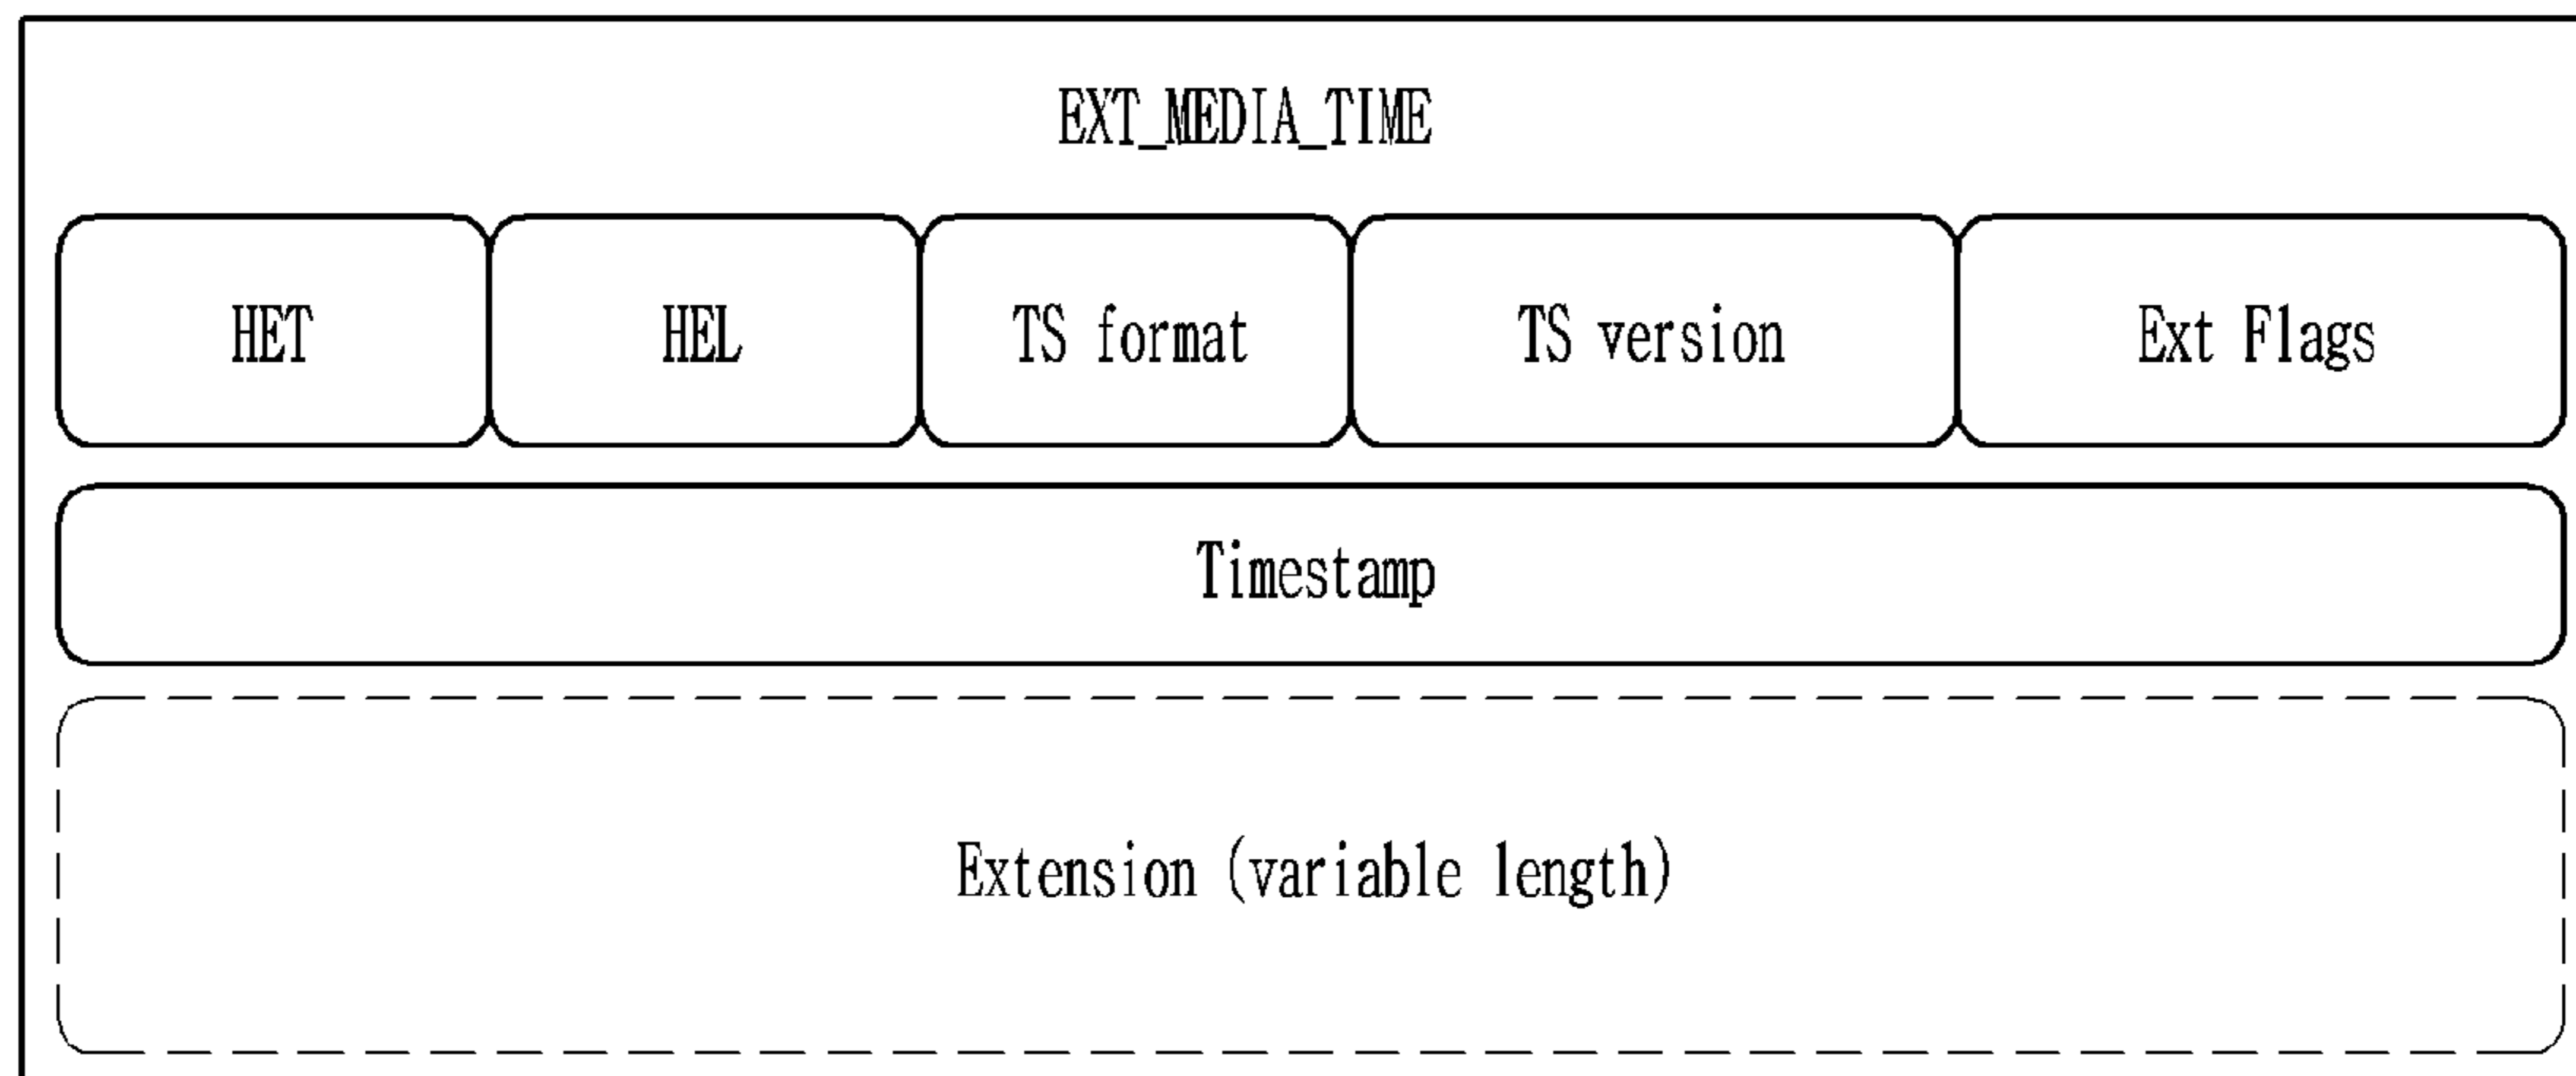 EXT_MEDIA_TIME
HET HEL TS format TS version Ext Flags
Timestamp
Extension (variable length)